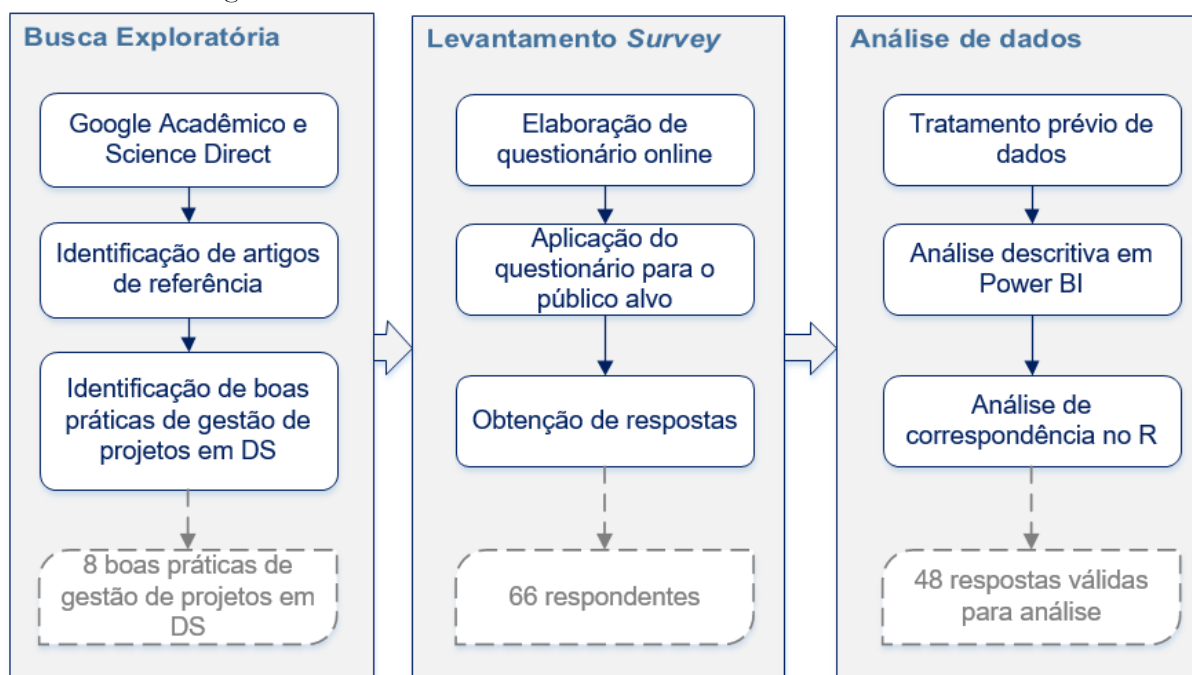 Busca Exploratória
Google Acadêmico e
Science Direct
Identificação de artigos
de referência
Identificação de boas
práticas de gestão de
projetos em DS
8 boas práticas de
gestão de projetos em
DS
Levantamento Survey
Elaboração de
questionário online
Aplicação do
questionário para o
público alvo
Obtenção de respostas
66 respondentes
Análise de dados
Tratamento prévio de
dados
Análise descritiva em
Power BI
Análise de
correspondência no R
48 respostas válidas
para análise